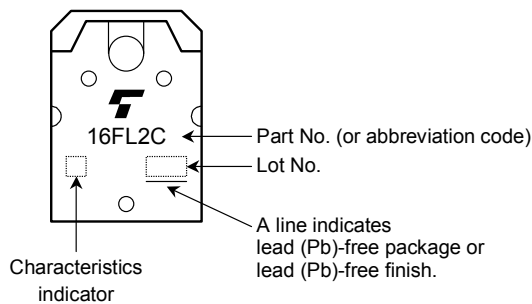 16FL2C
Part No. (or abbreviation code)
Lot No.
A line indicates
lead (Pb)-free package or
lead (Pb)-free finish.
Characteristics
indicator